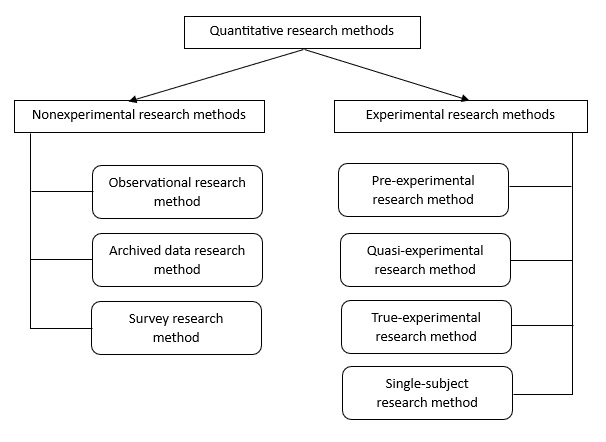 Quantitative research methods
Nonexperimental research methods
Observational research
method
Archived data research
method
Survey research
method
Experimental research methods
Pre-experimental
research method
Quasi-experimental
research method
True-experimental
research method
Single-subject
research method